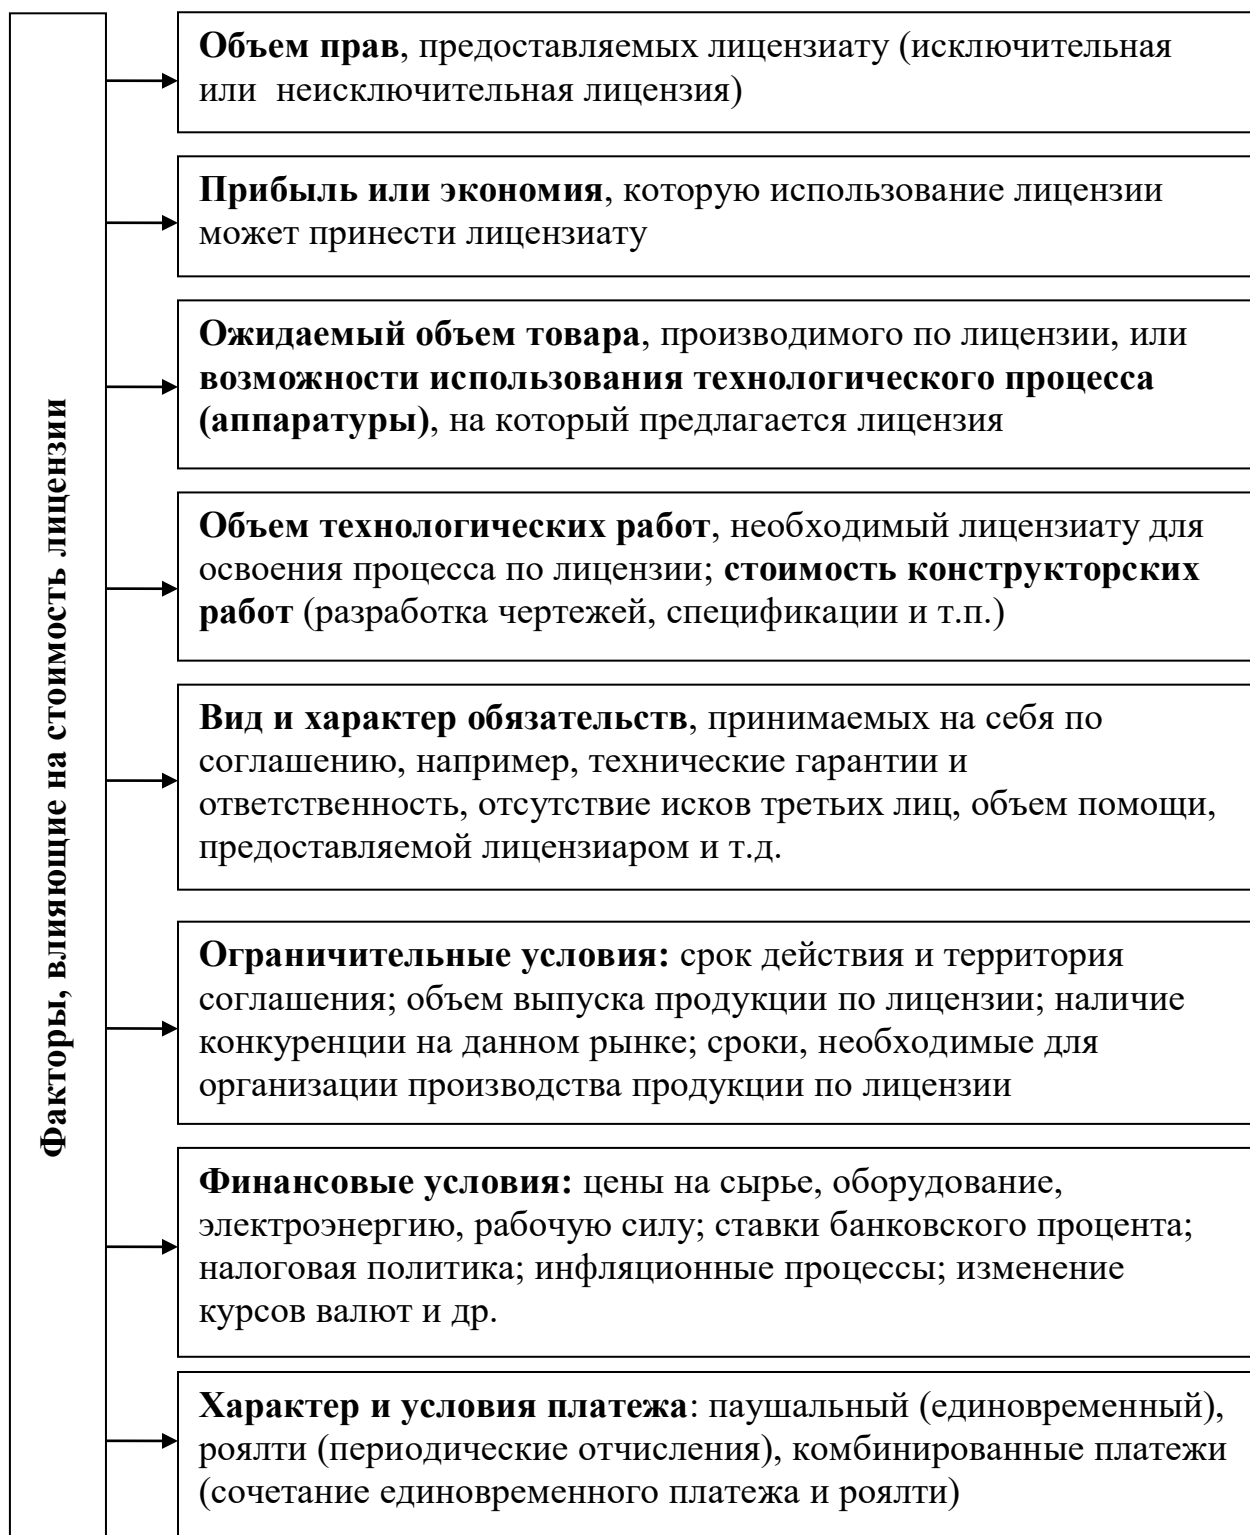 Факторы, влияющие на стоимость лицензии
Объем прав, предоставляемых лицензиату (исключительная
или неисключительная лицензия)
Прибыль или экономия, которую использование лицензии
может принести лицензиату
Ожидаемый объем товара, производимого по лицензии, или
возможности использования технологического процесса
(аппаратуры), на который предлагается лицензия
Объем технологических работ, необходимый лицензиату для
освоения процесса по лицензии; стоимость конструкторских
работ (разработка чертежей, спецификации и т.п.)
Вид и характер обязательств, принимаемых на себя по
соглашению, например, технические гарантии и
ответственность, отсутствие исков третьих лиц, объем помощи,
предоставляемой лицензиаром и т.д.
Ограничительные условия: срок действия и территория
соглашения; объем выпуска продукции по лицензии; наличие
конкуренции на данном рынке; сроки, необходимые для
организации производства продукции по лицензии
Финансовые условия: цены на сырье, оборудование,
электроэнергию, рабочую силу; ставки банковского процента;
налоговая политика; инфляционные процессы; изменение
курсов валют и др.
Характер и условия платежа: паушальный (единовременный),
роялти (периодические отчисления), комбинированные платежи
(сочетание единовременного платежа и роялти)